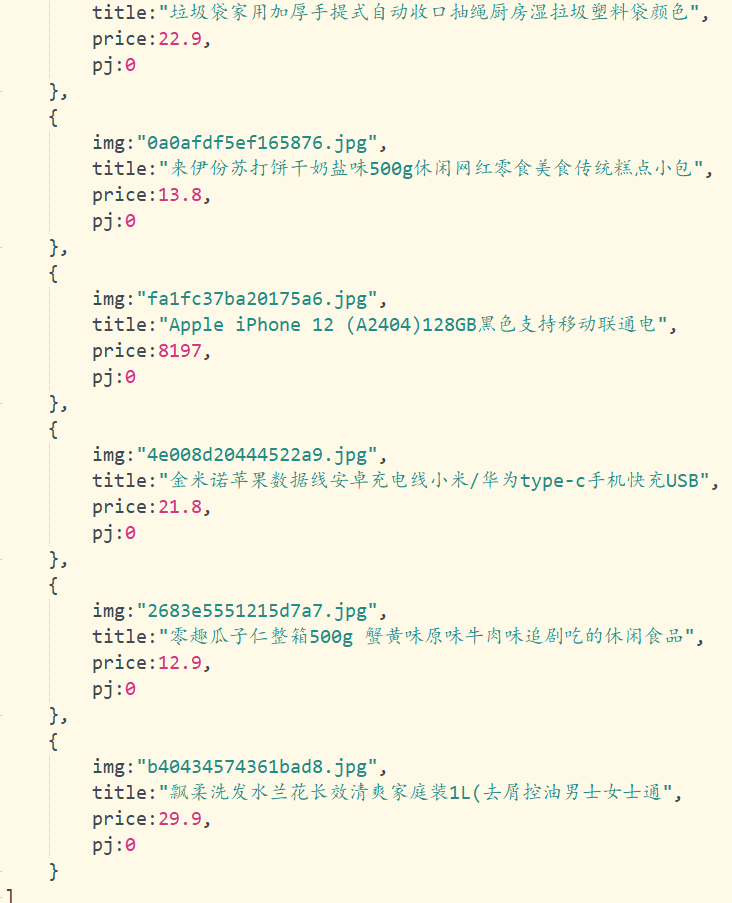 title:"垃圾袋家用加厚手提式自动收口抽绳厨房湿拉圾塑料袋颜色",
price:22.9,
pj:0
},
{
img:"0a0afdf5ef165876.jpg",
title:"来伊份苏打饼干奶盐味500g休闲网红零食美食传统糕点小包",
price:13.8,
pj:0
},
{
img:"fa1fc37ba20175a6.jpg",
title:"Apple iPhone 12 (A2404)128GB黑色支持移动联通电",
price:8197,
pj:0
},
{
img:"4e008d20444522a9.jpg",
title:"金米诺苹果数据线安卓充电线小米/华为type-c手机快充USB",
price:21.8,
pj:0
},
{
img:"2683e5551215d7a7.jpg",
title:"零趣瓜子仁整箱500g 蟹黄味原味牛肉味追剧吃的休闲食品",
price:12.9,
pj:0
},
{
img:"b40434574361bad8.jpg",
title:"飘柔洗发水兰花长效清爽家庭装1L(去屑控油男士女士通",
price:29.9,
pj:0
}
]